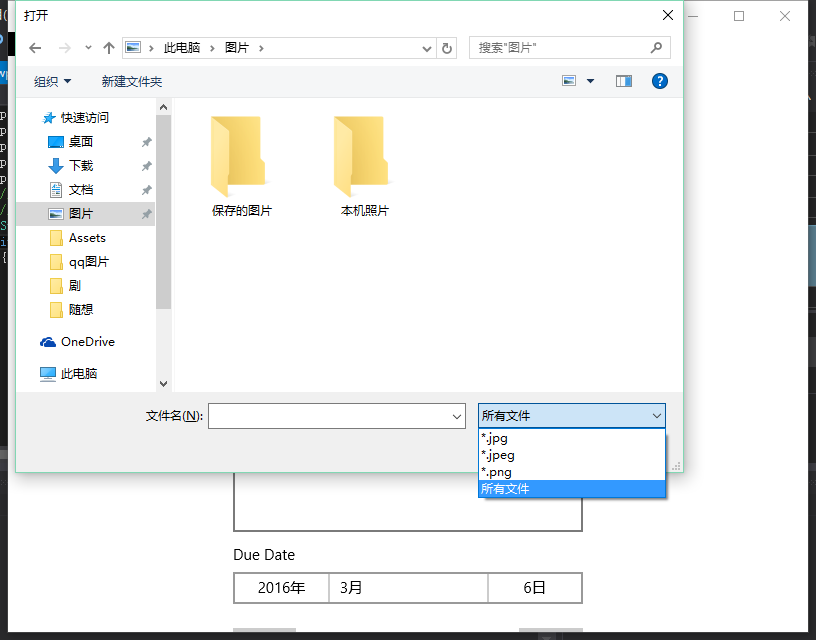 打开
此电脑 › 图片 ›
搜索"图片"
组织 新建文件夹
快速访问
桌面
下载
文档
图片
Assets
qq图片
剧
随想
OneDrive
此电脑
保存的图片
本机照片
文件名(N):
所有文件
*.jpg
*.jpeg
*.png
所有文件
Due Date
2016年 3月 6日